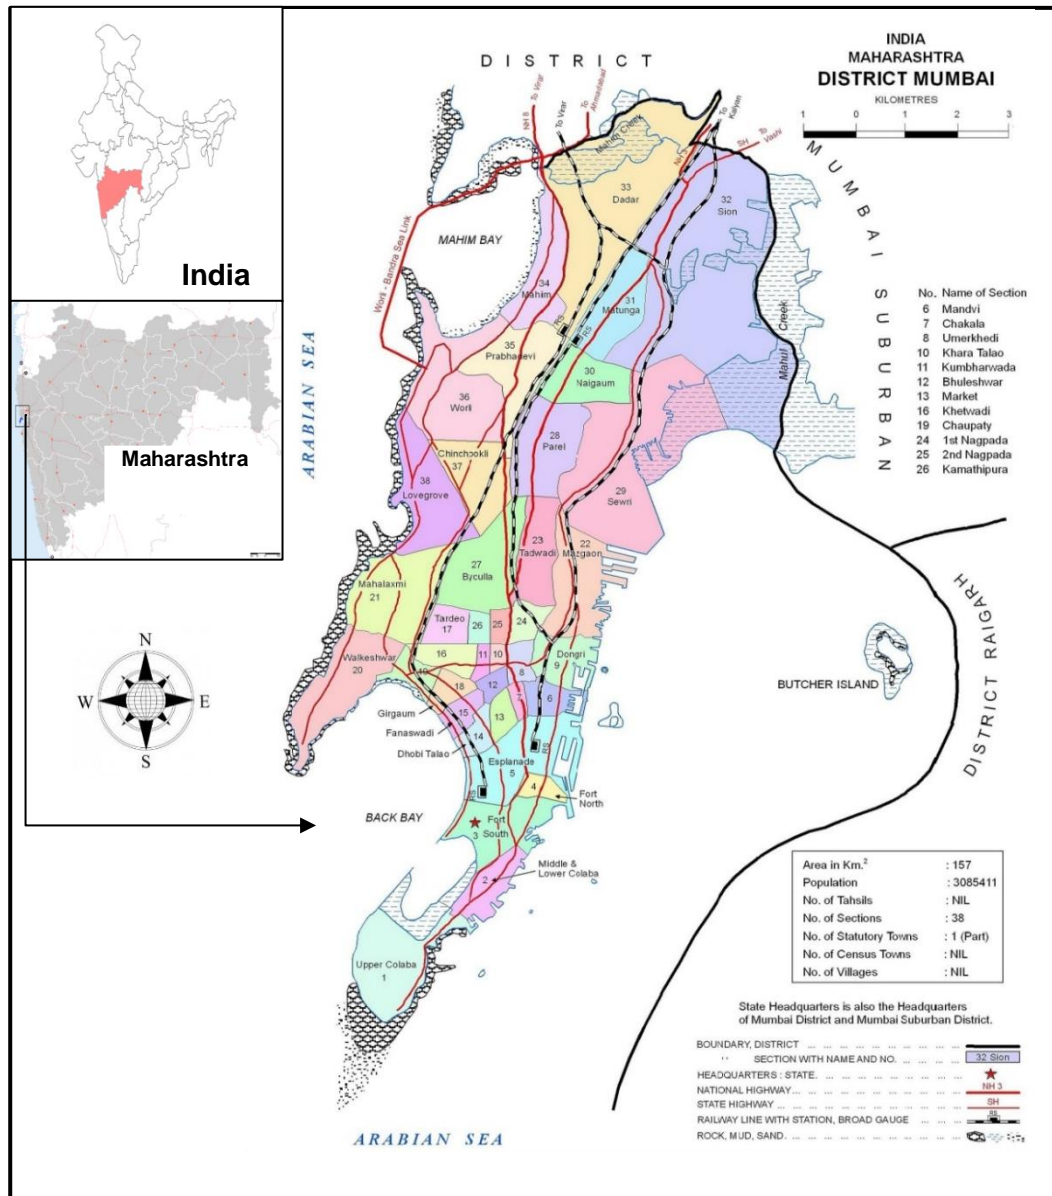 India
Maharashtra
N
W
E
S
DISTRICT
INDIA
MAHARASHTRA
DISTRICT MUMBAI
KILOMETRES
1 0 1 2 3
NH 8
To Virar
To Virar
To Ahmadabad
To Kalyan
SH
To Vashi
MUMBAI SUBURBAN
Mahim Creek
MAHIM BAY
Worli - Bandra Sea Link
ARABIAN SEA
Mahul Creek
33
Dadar
32
Sion
34
Mahim
31
Matunga
RS
RS
35
Prabhadevi
30
Naigaum
36
Worli
28
Parel
Chinchpokli
37
38
Lovegrove
29
Sewri
23
Tadwadi
22
Mazgaon
27
Byculla
Mahalaxmi
21
Tardeo
17
26
25
24
Walkeshwar
20
16
11
10
Dongri
9
19
8
18
12
7
6
15
13
14
Girgaum
Fanaswadi
Dhobi Talao
Esplanade
5
RS
RS
4
Fort
North
BACK BAY
3
Fort
South
2
Middle &
Lower Colaba
Upper Colaba
1
ARABIAN SEA
BUTCHER ISLAND
DISTRICT RAIGARH
No. Name of Section
6 Mandvi
7 Chakala
8 Umerkhedi
10 Khara Talao
11 Kumbharwada
12 Bhuleshwar
13 Market
16 Khetwadi
19 Chaupaty
24 1st Nagpada
25 2nd Nagpada
26 Kamathipura
Area in Km.2 : 157
Population : 3085411
No. of Tahsils : NIL
No. of Sections : 38
No. of Statutory Towns : 1 (Part)
No. of Census Towns : NIL
No. of Villages : NIL
State Headquarters is also the Headquarters
of Mumbai District and Mumbai Suburban District.
BOUNDARY, DISTRICT
,, SECTION WITH NAME AND NO. 32 Sion
HEADQUARTERS : STATE
NATIONAL HIGHWAY NH 3
STATE HIGHWAY SH
RAILWAY LINE WITH STATION, BROAD GAUGE RS
ROCK, MUD, SAND